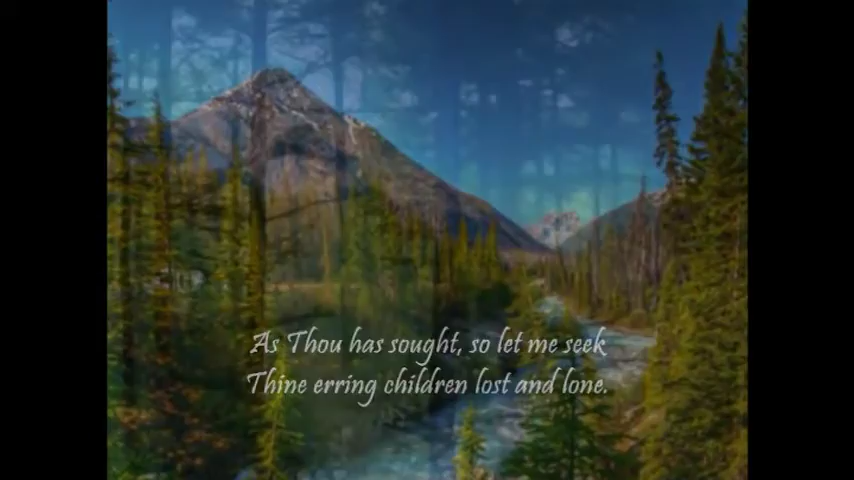 As Thou has sought, so let me seek
Thine erring children lost and lone.